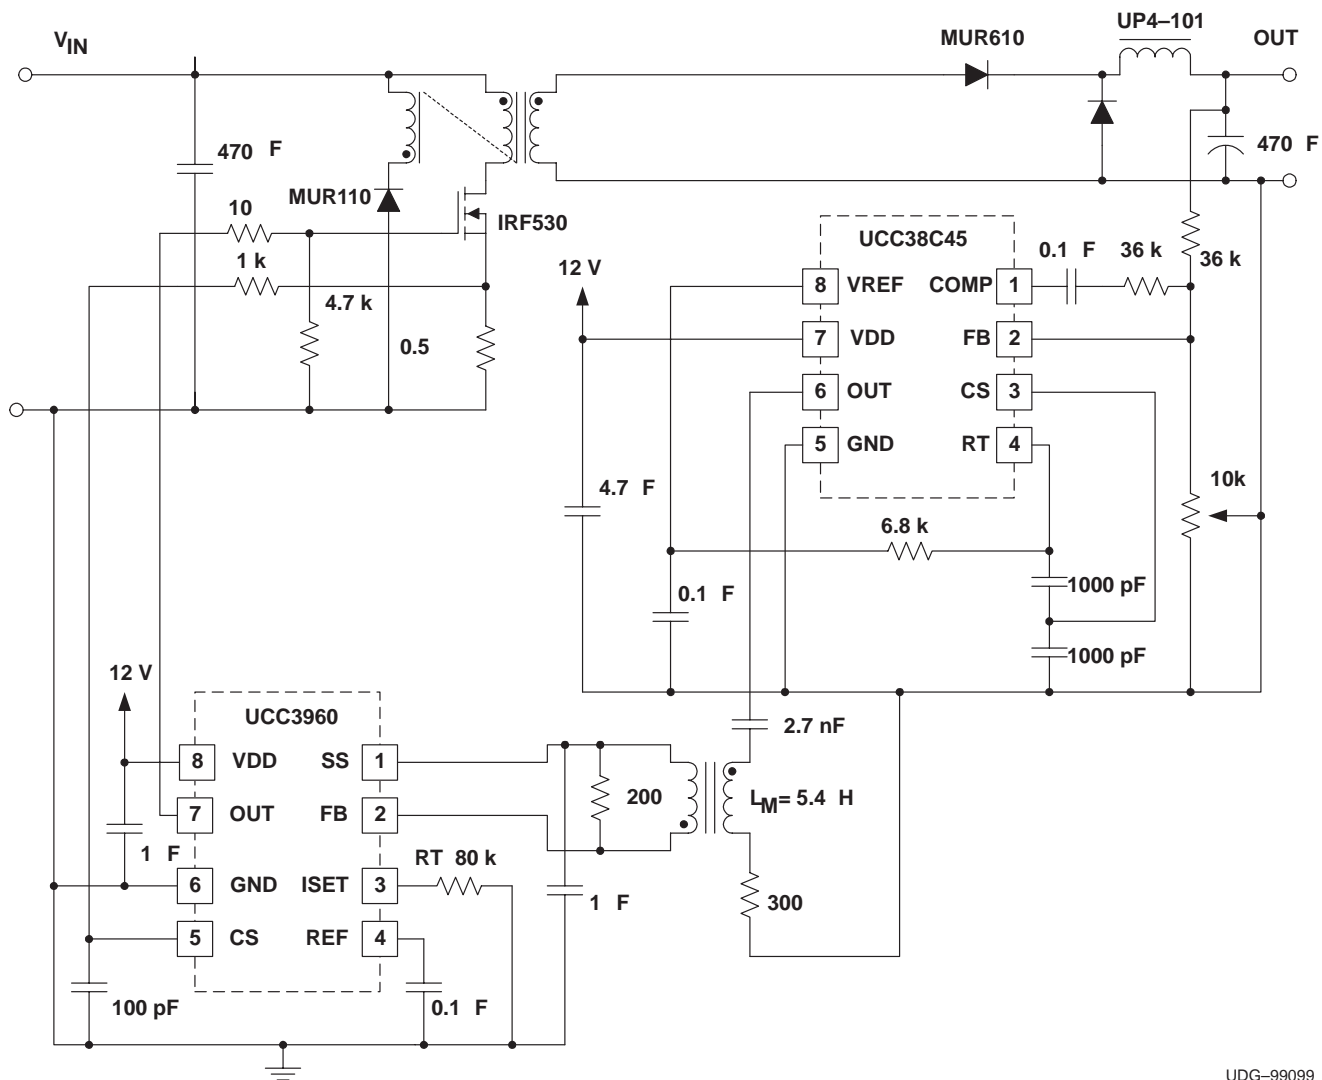 UP4–101
VIN
MUR610
OUT
470 F
470 F
MUR110
10
IRF530
UCC38C45
1 k
0.1 F
36 k
36 k
12 V
8 VREF COMP 1
4.7 k
0.5
7 VDD FB 2
6 OUT CS 3
5 GND RT 4
4.7 F
10k
6.8 k
0.1 F
1000 pF
1000 pF
12 V
UCC3960
2.7 nF
8 VDD SS 1
200
LM= 5.4 H
7 OUT FB 2
1 F
RT 80 k
6 GND ISET 3
1 F
300
5 CS REF 4
100 pF
0.1 F
UDG–99099